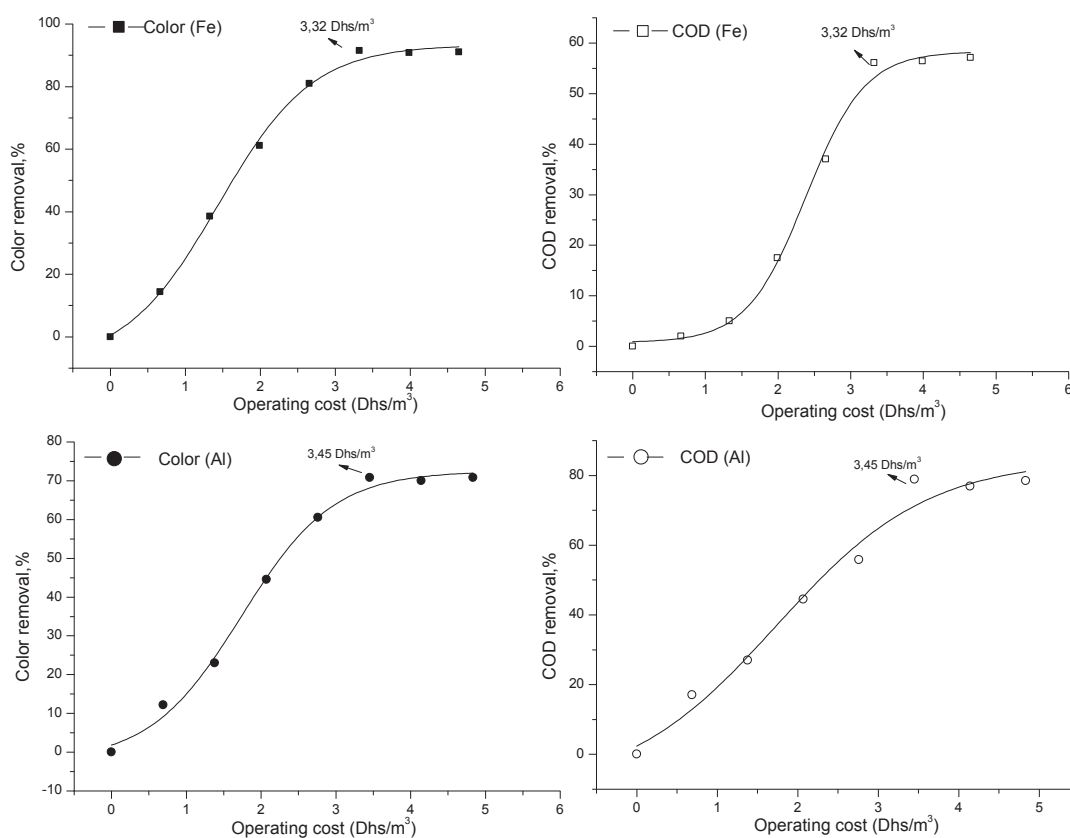 Color (Fe)
3,32 Dhs/m³
100
80
60
40
20
0
Color removal,%
0 1 2 3 4 5 6
Operating cost (Dhs/m³)
COD (Fe)
3,32 Dhs/m³
60
50
40
30
20
10
0
COD removal,%
0 1 2 3 4 5 6
Operating cost (Dhs/m³)
Color (Al)
3,45 Dhs/m³
80
70
60
50
40
30
20
10
0
-10
Color removal,%
0 1 2 3 4 5 6
Operating cost (Dhs/m³)
COD (Al)
3,45 Dhs/m³
80
60
40
20
0
COD removal,%
0 1 2 3 4 5 6
Operating cost (Dhs/m³)